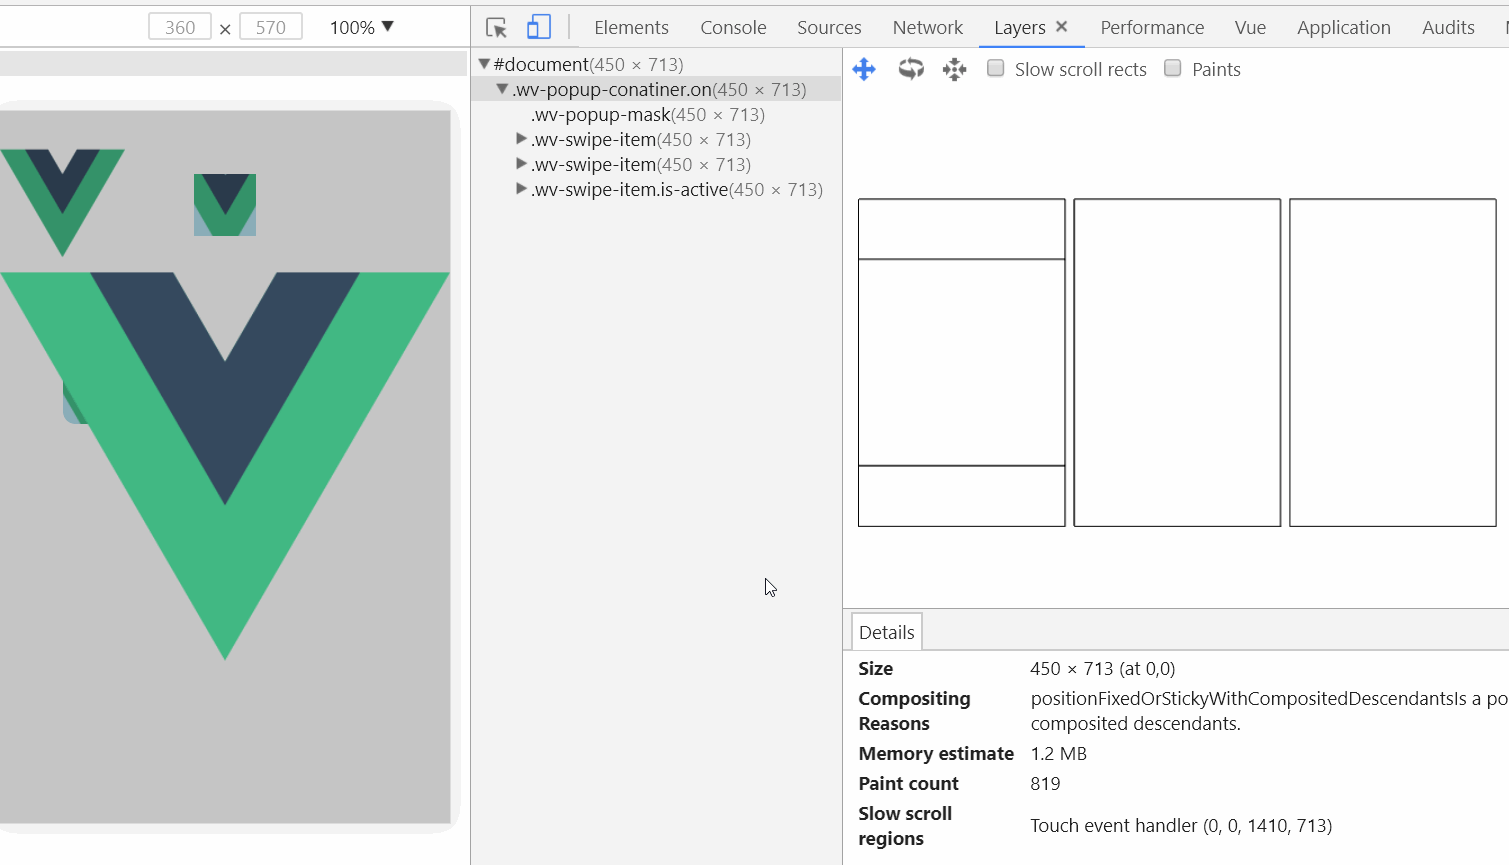 360 × 570 100% ▼
Elements Console Sources Network Layers × Performance Vue Application Audits
▼ #document(450 × 713)
▼ .wv-popup-conatiner.on(450 × 713)
.wv-popup-mask(450 × 713)
▶ .wv-swipe-item(450 × 713)
▶ .wv-swipe-item(450 × 713)
▶ .wv-swipe-item.is-active(450 × 713)
Slow scroll rects Paints
Details
Size 450 × 713 (at 0,0)
Compositing Reasons positionFixedOrStickyWithCompositedDescendantsIs a po
composited descendants.
Memory estimate 1.2 MB
Paint count 819
Slow scroll regions Touch event handler (0, 0, 1410, 713)